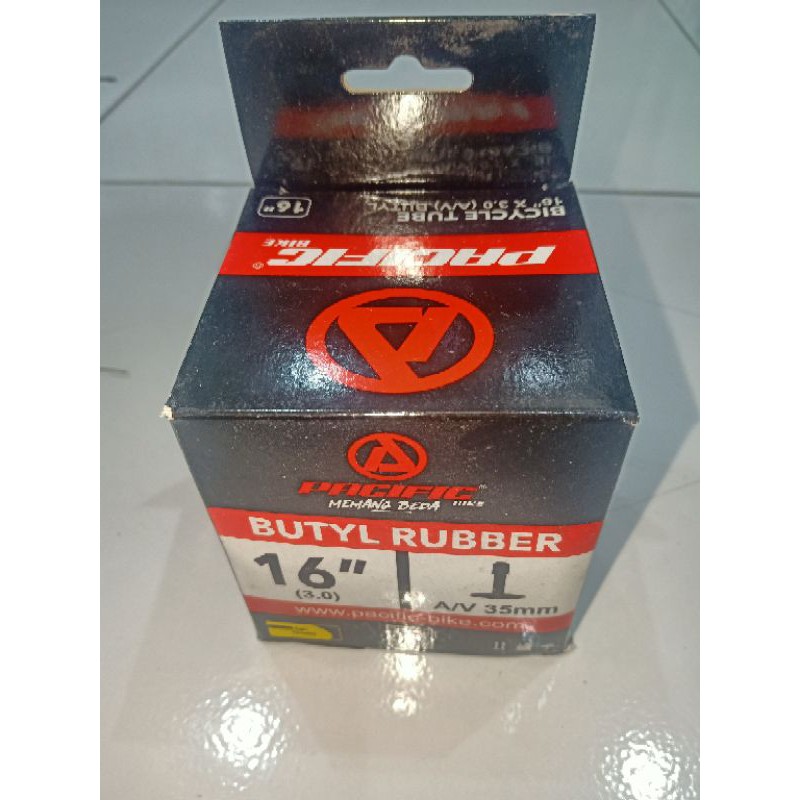 BICYCLE TUBE
16" X 3.0 (A/V) BUTYL
16"
PACIFIC®
BIKE
PACIFIC®
MEMANG BEDA BIKE
BUTYL RUBBER
16"
(3.0)
A/V 35mm
www.pacific-bike.com